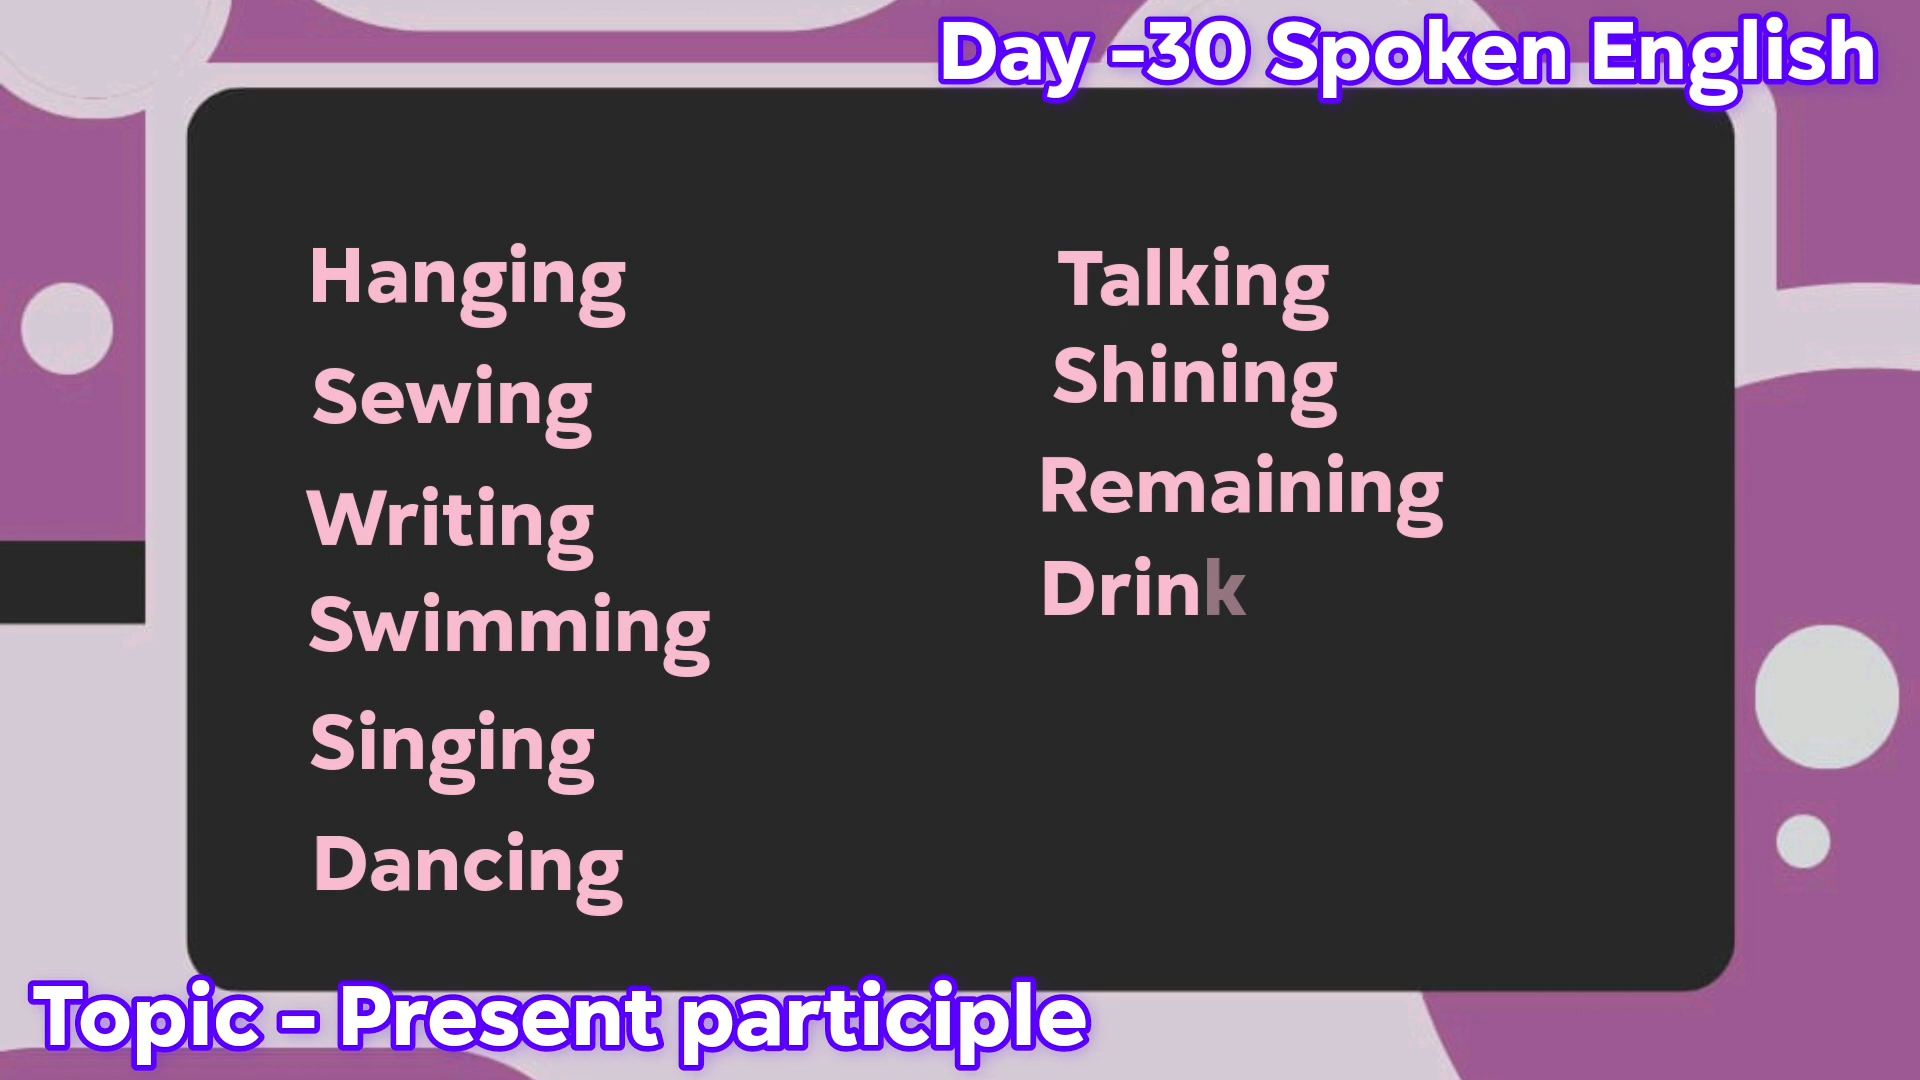 Day -30 Spoken English
Hanging
Sewing
Writing
Swimming
Singing
Dancing
Talking
Shining
Remaining
Drink
Topic - Present participle